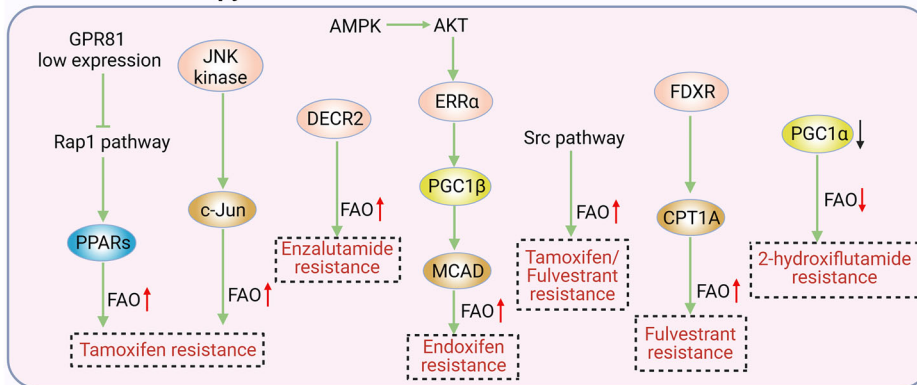 AMPK
AKT
GPR81
low expression
JNK
kinase
FDXR
ERRα
DECR2
PGC1α
Rap1 pathway
Src pathway
PGC1β
c-Jun
FAO
FAO
FAO
CPT1A
PPARs
Enzalutamide
resistance
MCAD
Tamoxifen/
Fulvestrant
resistance
2-hydroxiflutamide
resistance
FAO
FAO
FAO
FAO
Tamoxifen resistance
Endoxifen
resistance
Fulvestrant
resistance